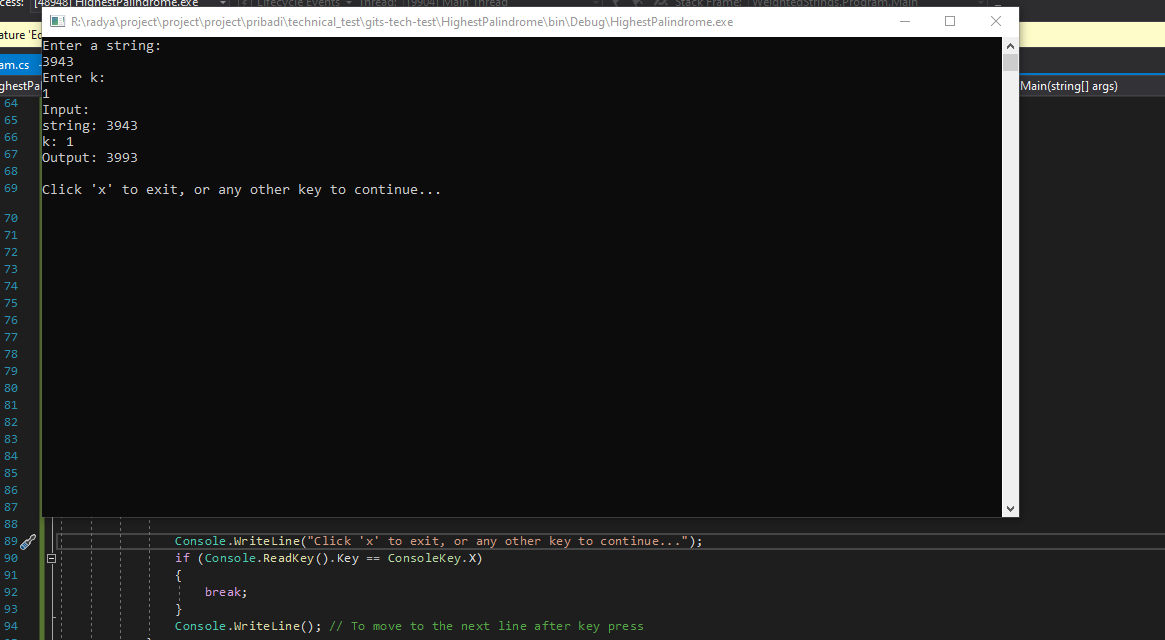 cess: [48948] HighestPalindrome.exe Lifecycle Events Thread: [9904] Main Thread Stack Frame: WeightedStrings.Program.Main
R:\radya\project\project\project\pribadi\technical_test\gits-tech-test\HighestPalindrome\bin\Debug\HighestPalindrome.exe
ature 'Ed
am.cs
ghestPa
Main(string[] args)
Enter a string:
3943
Enter k:
1
Input:
string: 3943
k: 1
Output: 3993
Click 'x' to exit, or any other key to continue...
64
65
66
67
68
69
70
71
72
73
74
75
76
77
78
79
80
81
82
83
84
85
86
87
88
89 Console.WriteLine("Click 'x' to exit, or any other key to continue...");
90 if (Console.ReadKey().Key == ConsoleKey.X)
91 {
92 break;
93 }
94 Console.WriteLine(); // To move to the next line after key press